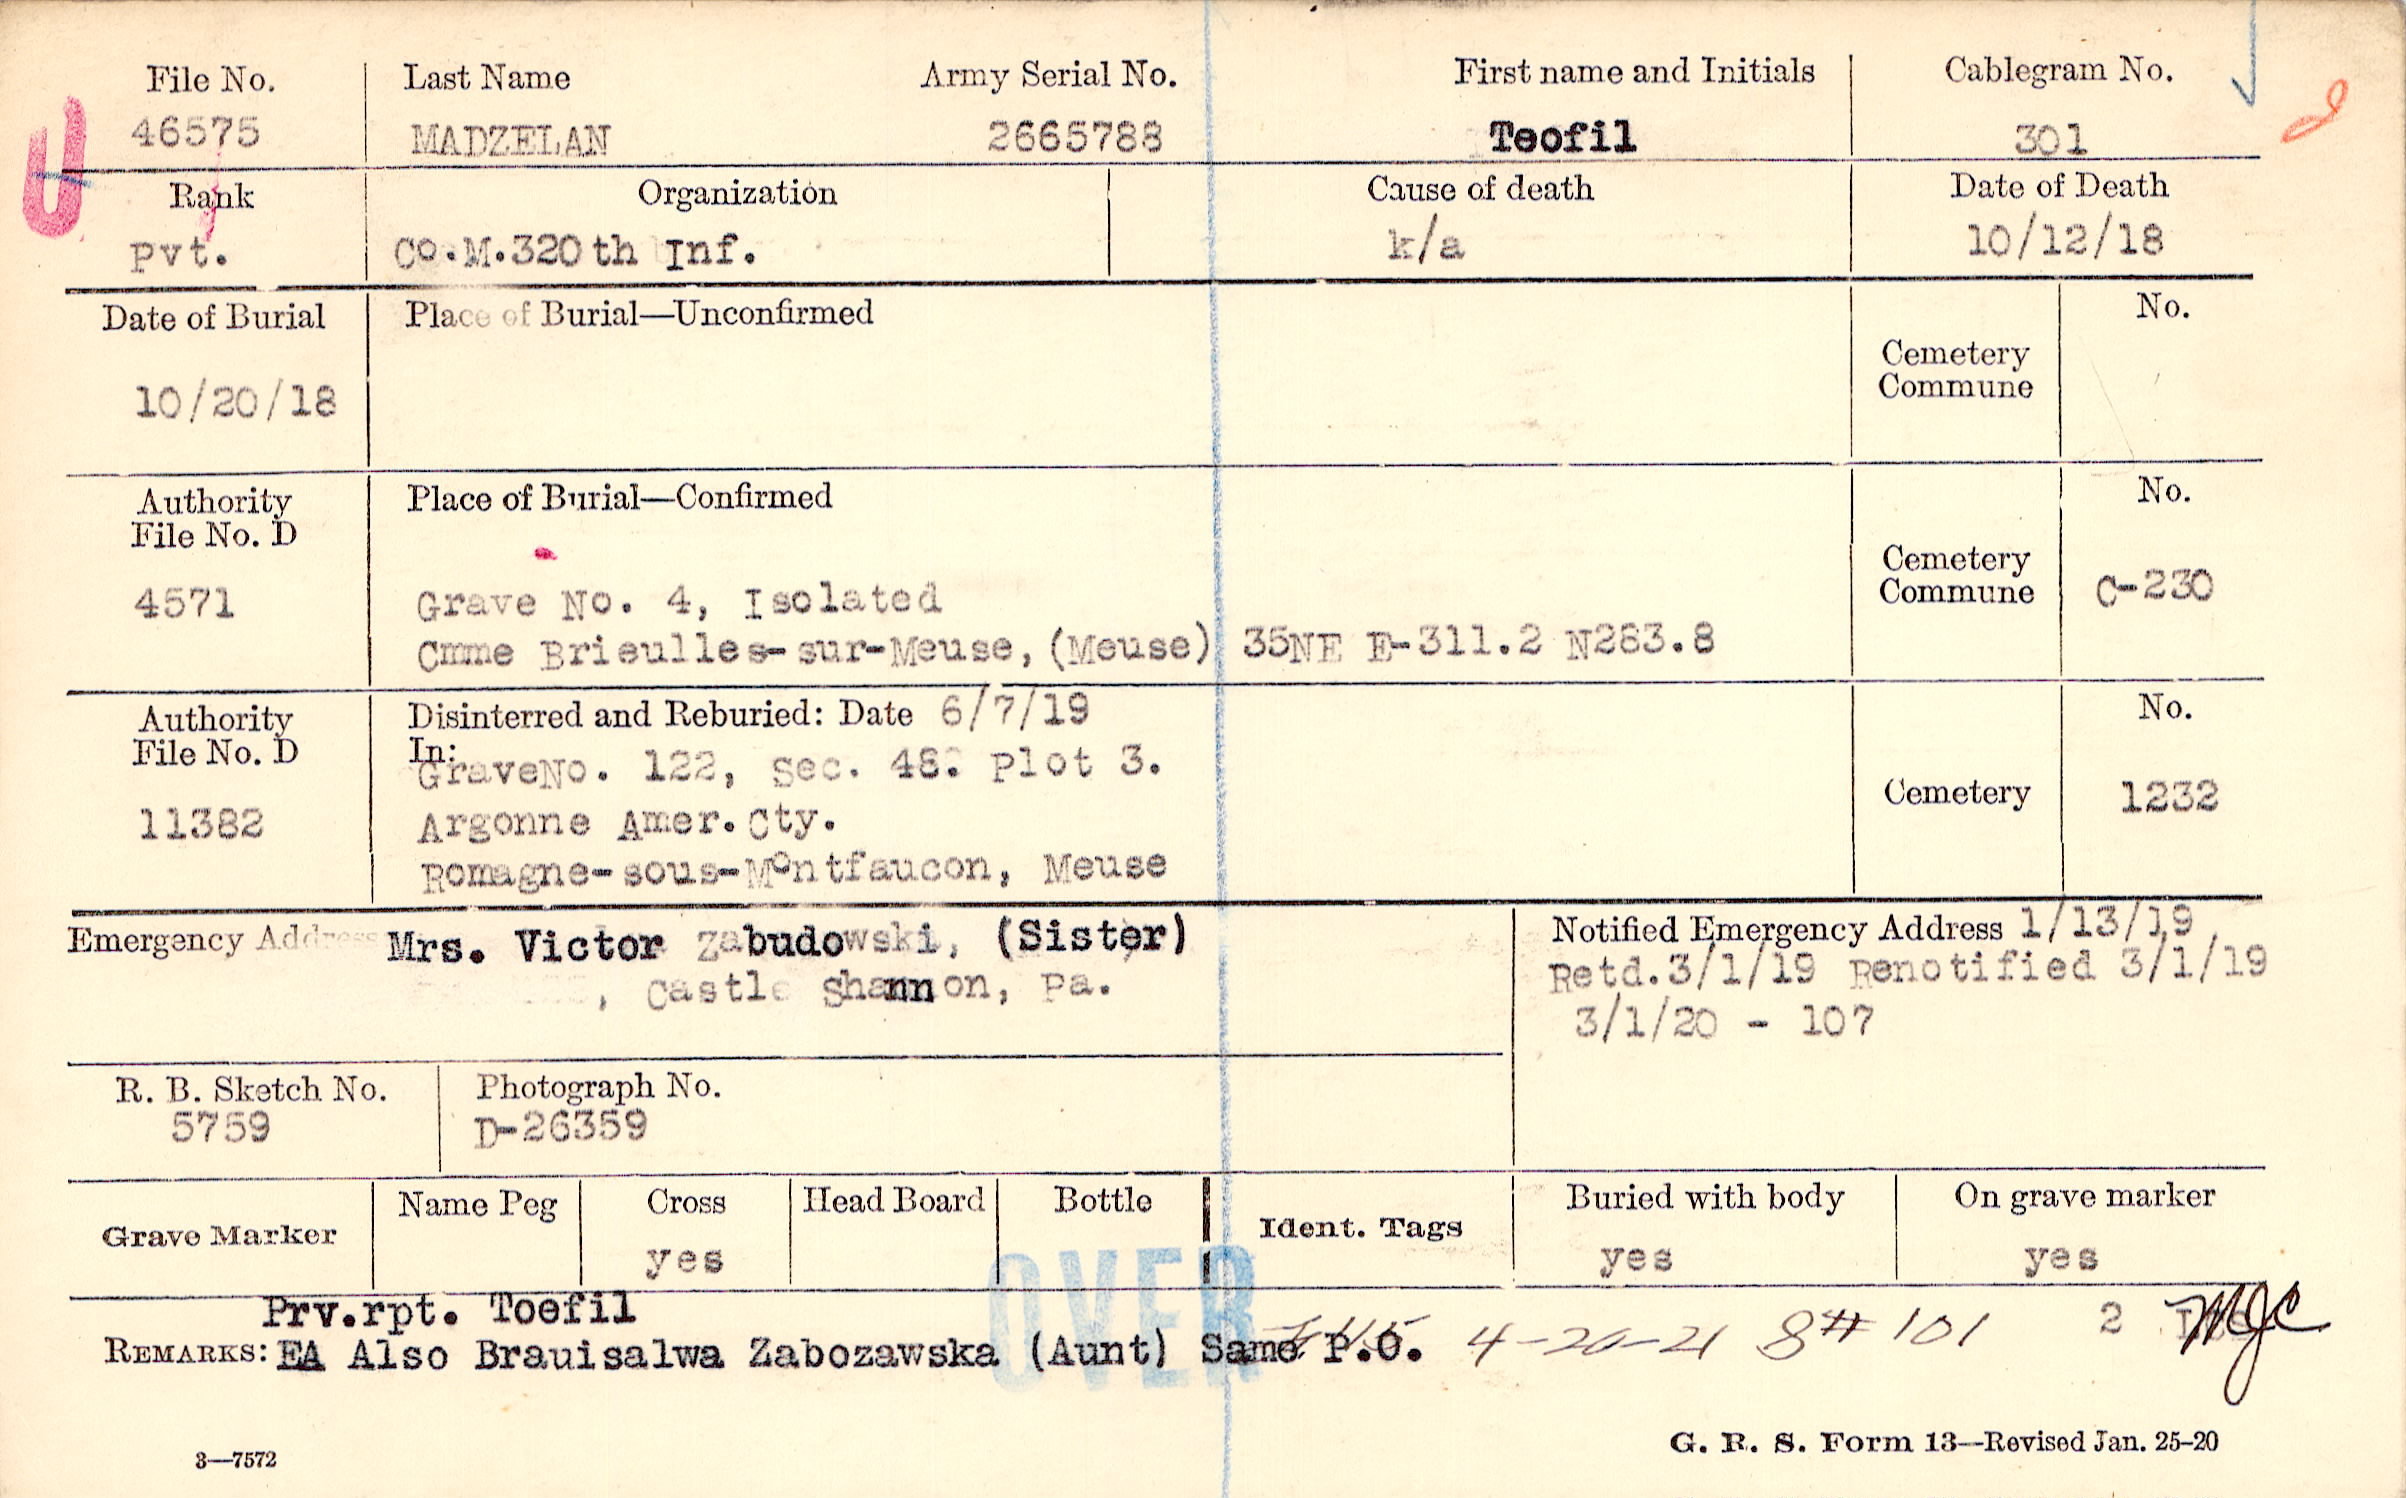 File No. Last Name Army Serial No. First name and Initials Cablegram No.
46575 MADZELAN 2665788 Teofil 301
Rank Organization Cause of death Date of Death
pvt. Co.M.320th Inf. k/a 10/12/18
Date of Burial Place of Burial—Unconfirmed No.
Cemetery
Commune
10/20/18
Authority Place of Burial—Confirmed No.
File No. D
Cemetery
4571 Grave No. 4, Isolated Commune C-230
Cmme Brieulles-sur-Meuse, (Meuse) 35NE E-311.2 N283.8
Authority Disinterred and Reburied: Date 6/7/19 No.
File No. D In:
GraveNo. 122, Sec. 48. Plot 3.
Cemetery 1232
11382 Argonne Amer. Cty.
Romagne-sous-Montfaucon, Meuse
Emergency Address Mrs. Victor Zabudowski, (Sister) Notified Emergency Address 1/13/19
, Castle Shannon, Pa. Retd.3/1/19 Renotified 3/1/19
3/1/20 - 107
R. B. Sketch No. Photograph No.
5759 D-26359
Grave Marker Name Peg Cross Head Board Bottle Ident. Tags Buried with body On grave marker
yes yes yes
OVER
Prv.rpt. Toefil
REMARKS: EA Also Brauisalwa Zabozawska (Aunt) Same P.O. 4-20-21 8# 101 2 MJC
3—7572 G. R. S. Form 13—Revised Jan. 25-20